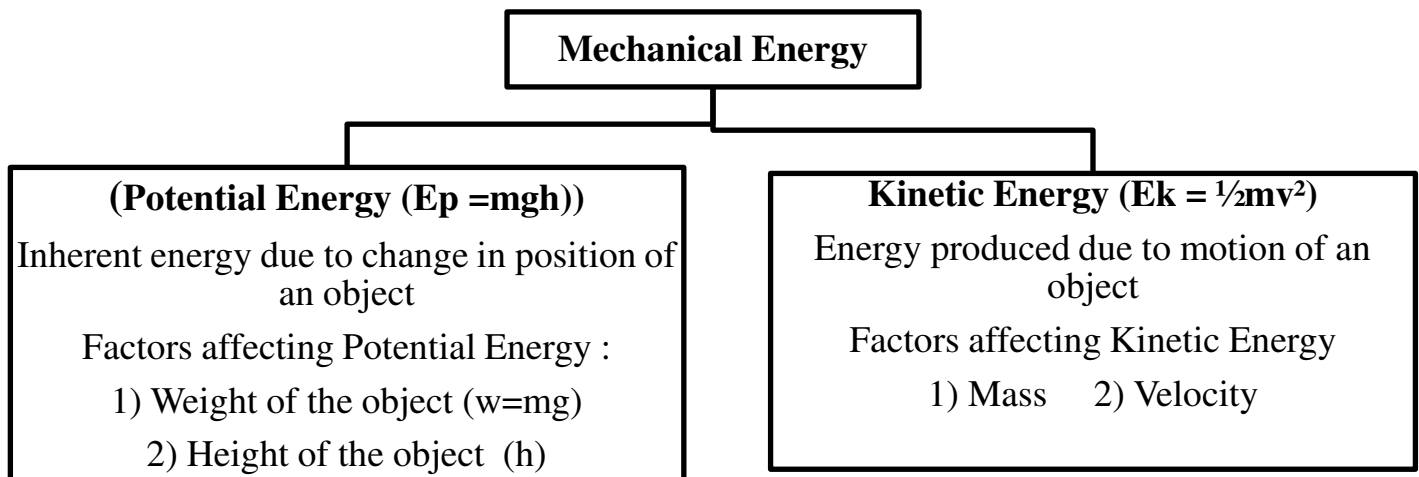 Mechanical Energy
(Potential Energy (Ep =mgh))
Inherent energy due to change in position of
an object
Factors affecting Potential Energy :
1) Weight of the object (w=mg)
2) Height of the object (h)
Kinetic Energy (Ek = ½mv²)
Energy produced due to motion of an
object
Factors affecting Kinetic Energy
1) Mass 2) Velocity